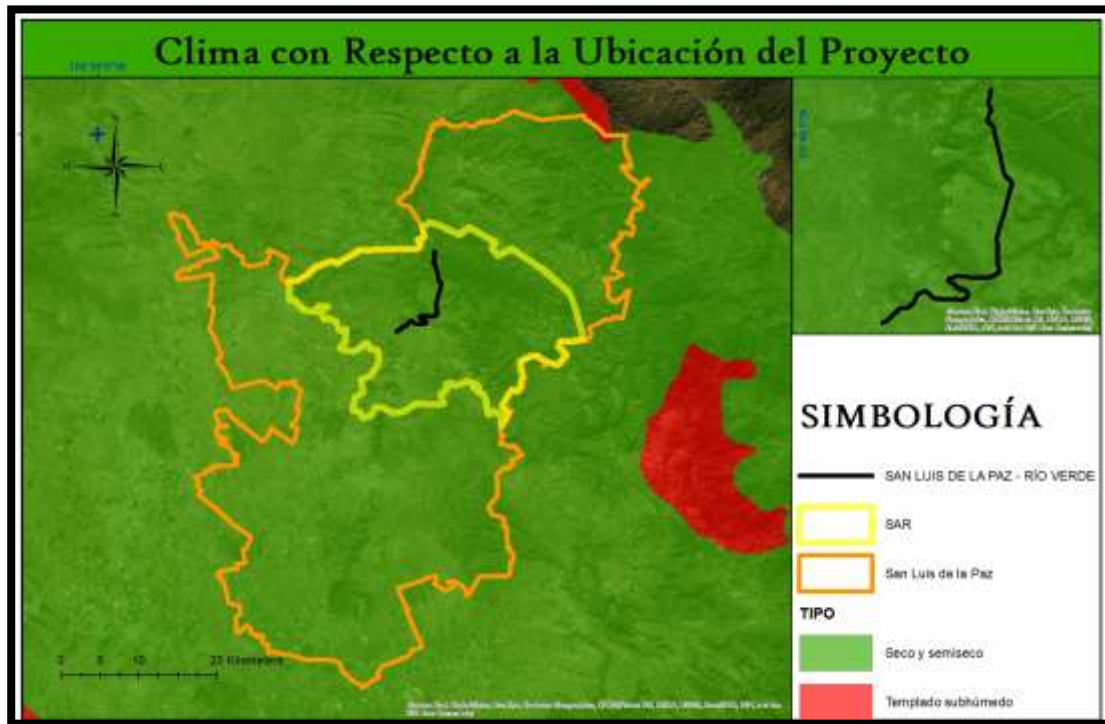 Clima con Respecto a la Ubicación del Proyecto
SIMBOLOGÍA
SAN LUIS DE LA PAZ - RÍO VERDE
SAR
San Luis de la Paz
TIPO
Seco y semiseco
Templado subhúmedo
0 5 10 20 Kilometers